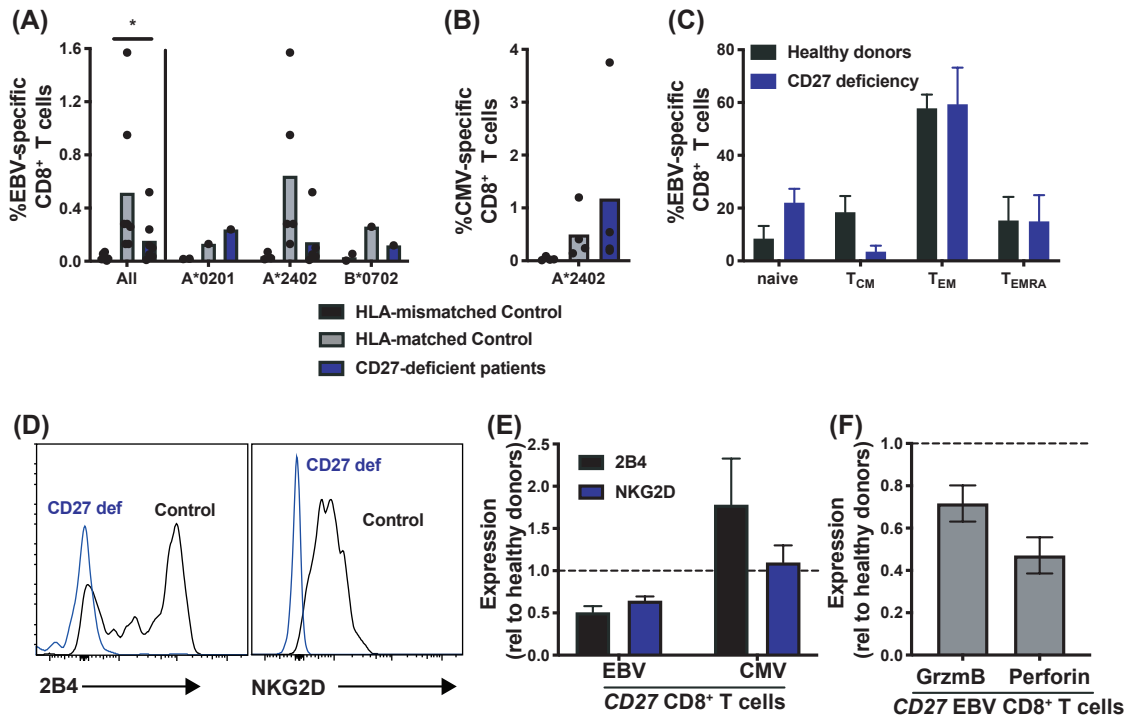 (A)
*
%EBV-specific
CD8⁺ T cells
1.6
1.2
0.8
0.4
0.0
All
A*0201
A*2402
B*0702
(B)
%CMV-specific
CD8⁺ T cells
4
3
2
1
0
A*2402
(C)
%EBV-specific
CD8⁺ T cells
80
60
40
20
0
Healthy donors
CD27 deficiency
naive
TCM
TEM
TEMRA
HLA-mismatched Control
HLA-matched Control
CD27-deficient patients
(D)
CD27 def
Control
2B4
CD27 def
Control
NKG2D
(E)
Expression
(rel to healthy donors)
2.5
2.0
1.5
1.0
0.5
0.0
2B4
NKG2D
EBV
CMV
CD27 CD8⁺ T cells
(F)
Expression
(rel to healthy donors)
1.0
0.8
0.6
0.4
0.2
0.0
GrzmB
Perforin
CD27 EBV CD8⁺ T cells